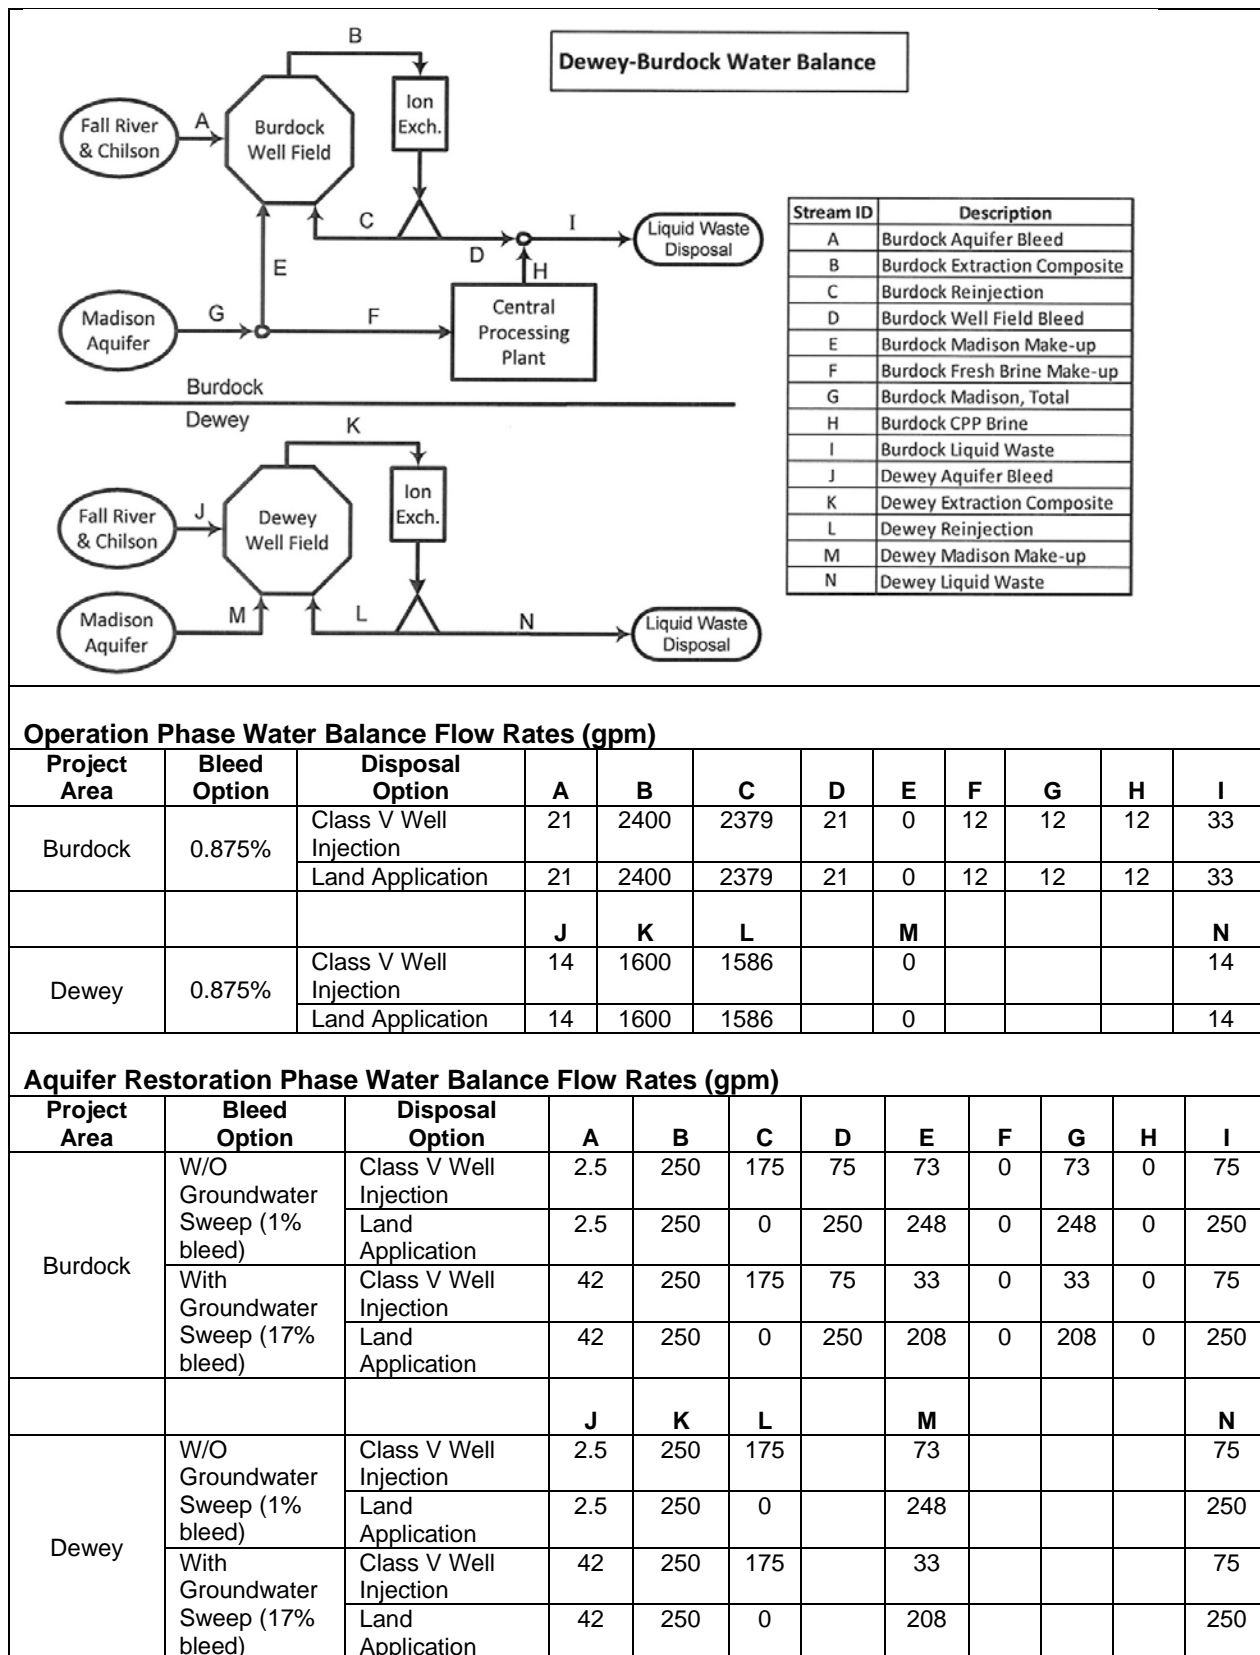 Dewey-Burdock Water Balance
B
Ion
Exch.
Fall River
& Chilson
A
Burdock
Well Field
C
D
I
Liquid Waste
Disposal
E
H
Madison
Aquifer
G
F
Central
Processing
Plant
Burdock
Dewey
K
Ion
Exch.
Fall River
& Chilson
J
Dewey
Well Field
Madison
Aquifer
M
L
N
Liquid Waste
Disposal
Stream ID Description
A Burdock Aquifer Bleed
B Burdock Extraction Composite
C Burdock Reinjection
D Burdock Well Field Bleed
E Burdock Madison Make-up
F Burdock Fresh Brine Make-up
G Burdock Madison, Total
H Burdock CPP Brine
I Burdock Liquid Waste
J Dewey Aquifer Bleed
K Dewey Extraction Composite
L Dewey Reinjection
M Dewey Madison Make-up
N Dewey Liquid Waste
Operation Phase Water Balance Flow Rates (gpm)
Project Bleed Disposal
Area Option Option A B C D E F G H I
Burdock 0.875% Class V Well 21 2400 2379 21 0 12 12 12 33
Injection
Land Application 21 2400 2379 21 0 12 12 12 33
J K L M N
Dewey 0.875% Class V Well 14 1600 1586 0 14
Injection
Land Application 14 1600 1586 0 14
Aquifer Restoration Phase Water Balance Flow Rates (gpm)
Project Bleed Disposal
Area Option Option A B C D E F G H I
Burdock
W/O Class V Well 2.5 250 175 75 73 0 73 0 75
Groundwater Injection
Sweep (1% Land 2.5 250 0 250 248 0 248 0 250
bleed) Application
With Class V Well 42 250 175 75 33 0 33 0 75
Groundwater Injection
Sweep (17% Land 42 250 0 250 208 0 208 0 250
bleed) Application
J K L M N
Dewey
W/O Class V Well 2.5 250 175 73 75
Groundwater Injection
Sweep (1% Land 2.5 250 0 248 250
bleed) Application
With Class V Well 42 250 175 33 75
Groundwater Injection
Sweep (17% Land 42 250 0 208 250
bleed) Application